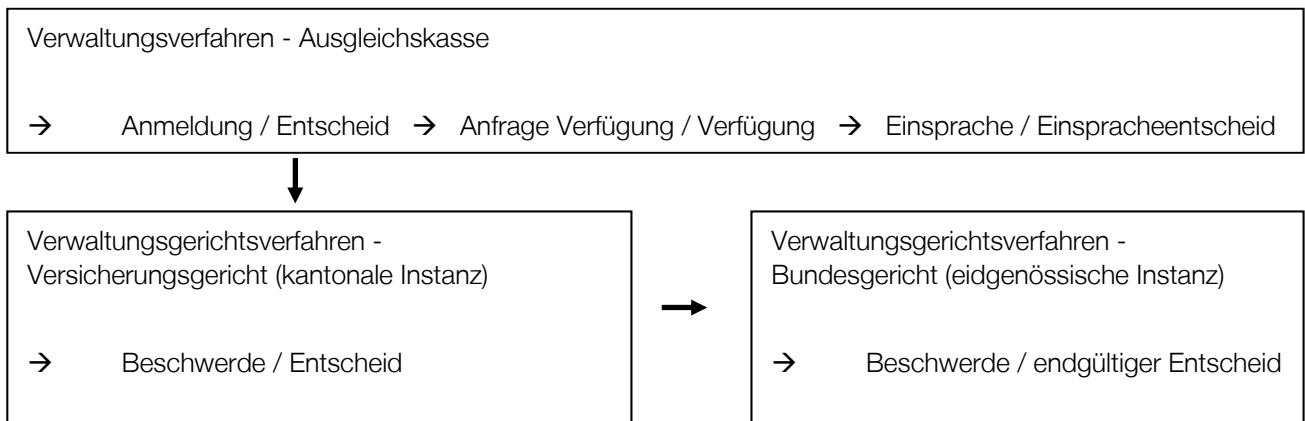 Verwaltungsverfahren - Ausgleichskasse
→ Anmeldung / Entscheid → Anfrage Verfügung / Verfügung → Einsprache / Einspracheentscheid
Verwaltungsgerichtsverfahren -
Versicherungsgericht (kantonale Instanz)
→ Beschwerde / Entscheid
Verwaltungsgerichtsverfahren -
Bundesgericht (eidgenössische Instanz)
→ Beschwerde / endgültiger Entscheid